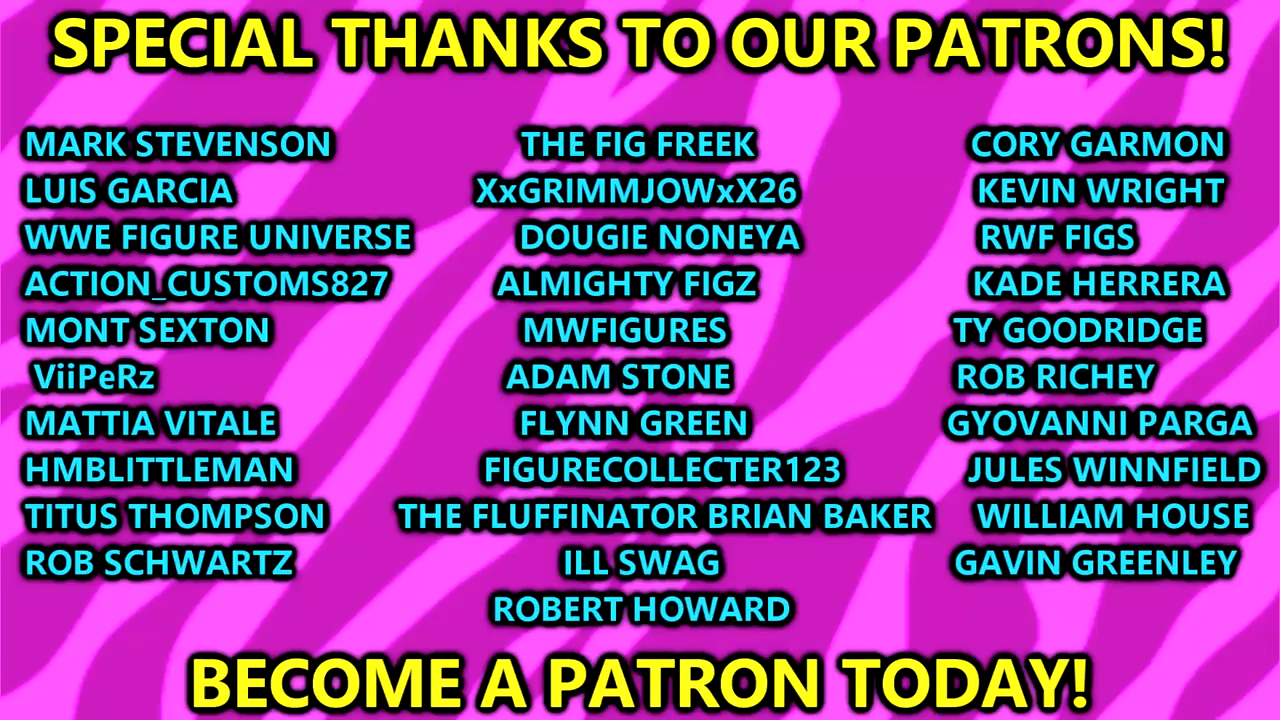 SPECIAL THANKS TO OUR PATRONS!
MARK STEVENSON THE FIG FREEK CORY GARMON
LUIS GARCIA XxGRIMMJOWxX26 KEVIN WRIGHT
WWE FIGURE UNIVERSE DOUGIE NONEYA RWF FIGS
ACTION_CUSTOMS827 ALMIGHTY FIGZ KADE HERRERA
MONT SEXTON MWFIGURES TY GOODRIDGE
ViiPeRz ADAM STONE ROB RICHEY
MATTIA VITALE FLYNN GREEN GYOVANNI PARGA
HMBLITTLEMAN FIGURECOLLECTER123 JULES WINNFIELD
TITUS THOMPSON THE FLUFFINATOR BRIAN BAKER WILLIAM HOUSE
ROB SCHWARTZ ILL SWAG GAVIN GREENLEY
ROBERT HOWARD
BECOME A PATRON TODAY!